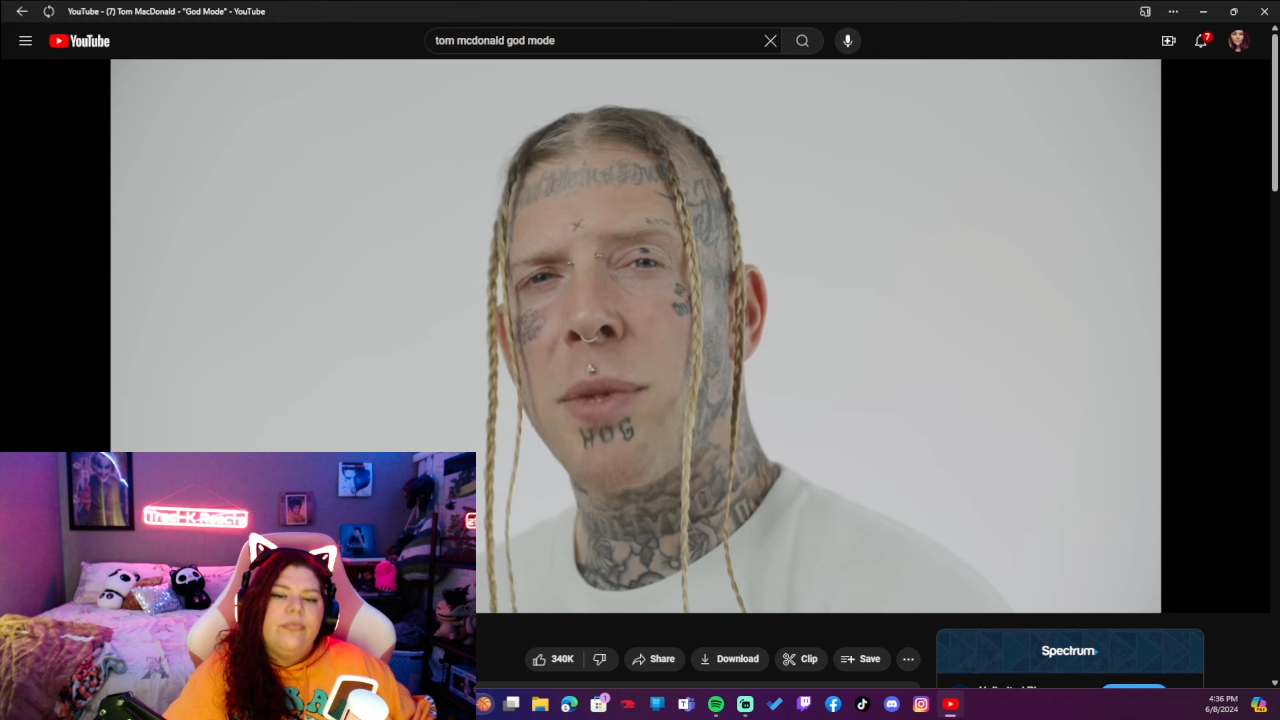 YouTube - (7) Tom MacDonald - "God Mode" - YouTube
YouTube
tom mcdonald god mode
7
HOG
340K
Share
Download
Clip
Save
Spectrum
1
4:36 PM
6/8/2024